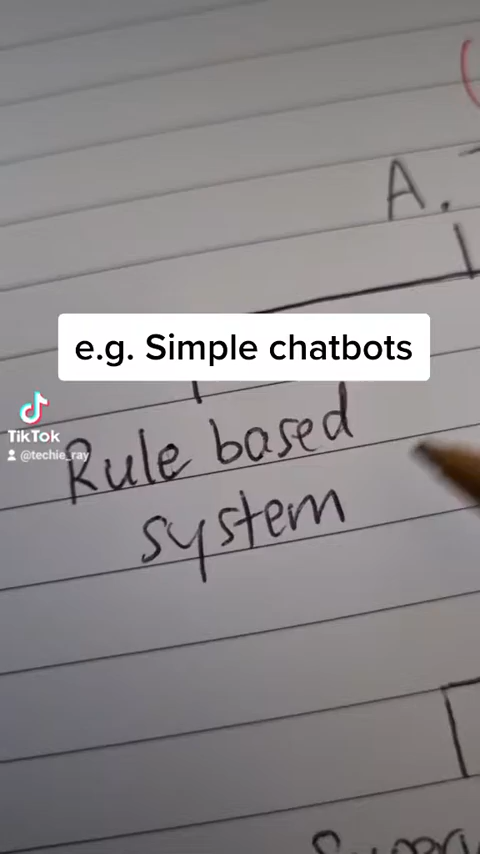 A.
e.g. Simple chatbots
TikTok
@techie_ray
Rule based
system